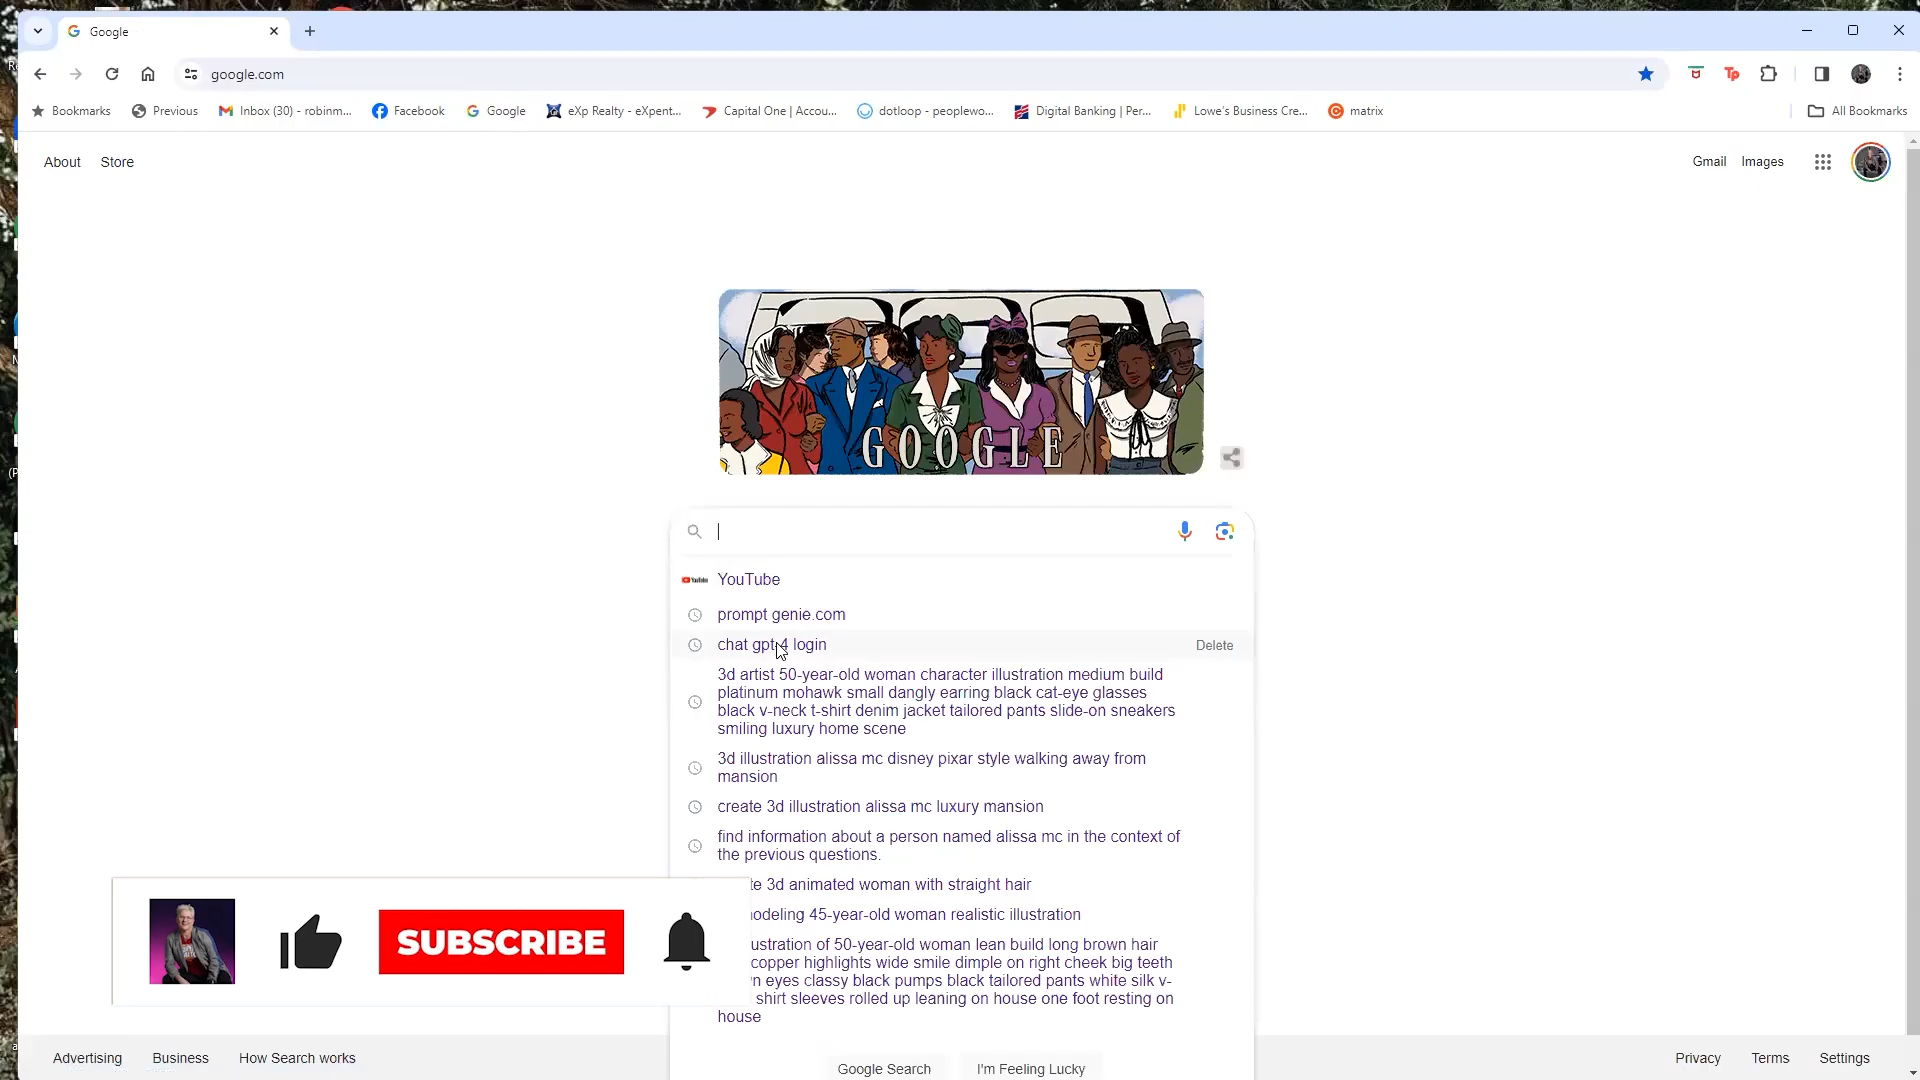 Google
google.com
Bookmarks
Previous
Inbox (30) - robinm...
Facebook
Google
eXp Realty - eXpent...
Capital One | Accou...
dotloop - peoplewo...
Digital Banking | Per...
Lowe's Business Cre...
matrix
All Bookmarks
About
Store
Gmail
Images
GOOGLE
YouTube
prompt genie.com
chat gpt 4 login
Delete
3d artist 50-year-old woman character illustration medium build
platinum mohawk small dangly earring black cat-eye glasses
black v-neck t-shirt denim jacket tailored pants slide-on sneakers
smiling luxury home scene
3d illustration alissa mc disney pixar style walking away from
mansion
create 3d illustration alissa mc luxury mansion
find information about a person named alissa mc in the context of
the previous questions.
te 3d animated woman with straight hair
odeling 45-year-old woman realistic illustration
ustration of 50-year-old woman lean build long brown hair
copper highlights wide smile dimple on right cheek big teeth
n eyes classy black pumps black tailored pants white silk v-
shirt sleeves rolled up leaning on house one foot resting on
house
SUBSCRIBE
Google Search
I'm Feeling Lucky
Advertising
Business
How Search works
Privacy
Terms
Settings